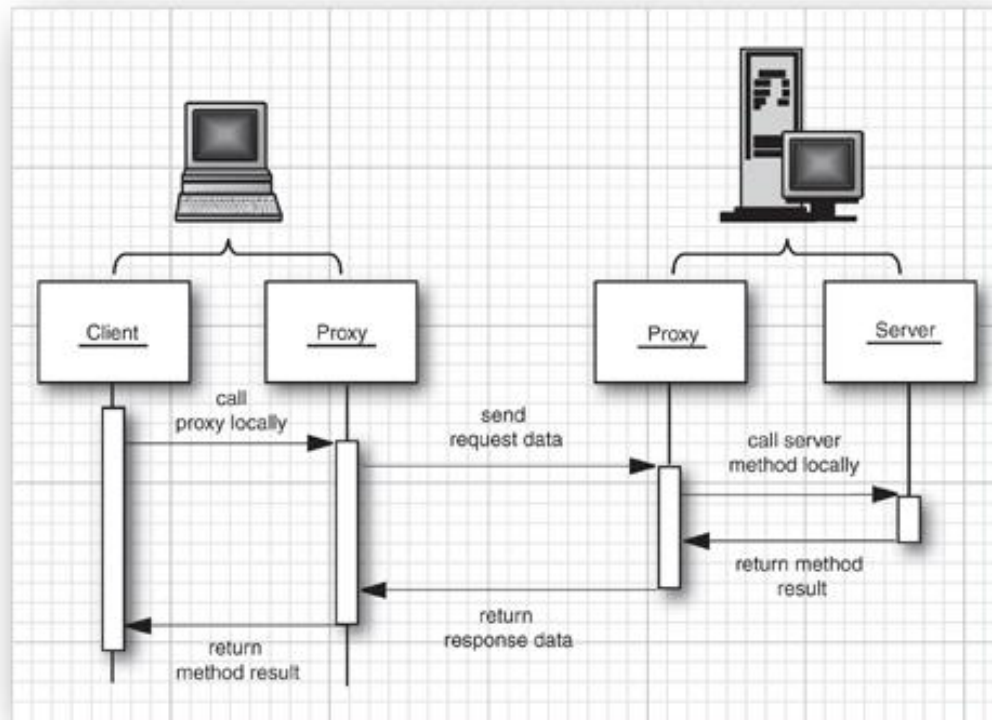 Client
Proxy
Proxy
Server
call
proxy locally
send
request data
call server
method locally
return method
result
return
response data
return
method result